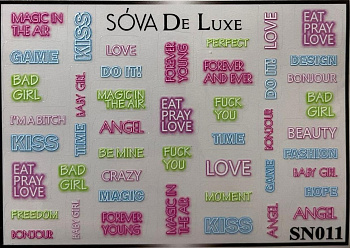 SÓVA DE LUXE
MAGIC IN
THE AIR
KISS
LOVE
FOREVER
YOUNG
PERFECT
LOVE
EAT
PRAY
LOVE
GAME
DO IT!
FOREVER
AND EVER
DESIGN
BONJOUR
BAD
GIRL
BABY GIRL
MAGIC IN
THE AIR
EAT
PRAY
LOVE
FUCK
YOU
DO IT!
BAD
GIRL
I'M A BITCH
TIME
ANGEL
TIME
BONJOUR
BEAUTY
KISS
BE MINE
FUCK
YOU
LOVE
FASHION
EAT
PRAY
LOVE
BAD
GIRL
CRAZY
GAME
BABY GIRL
MAGIC
MAGIC IN
THE AIR
MOMENT
HOPE
FREEDOM
BABY GIRL
FOREVER
YOUNG
KISS
ANGEL
ANGEL
BONJOUR
SN011